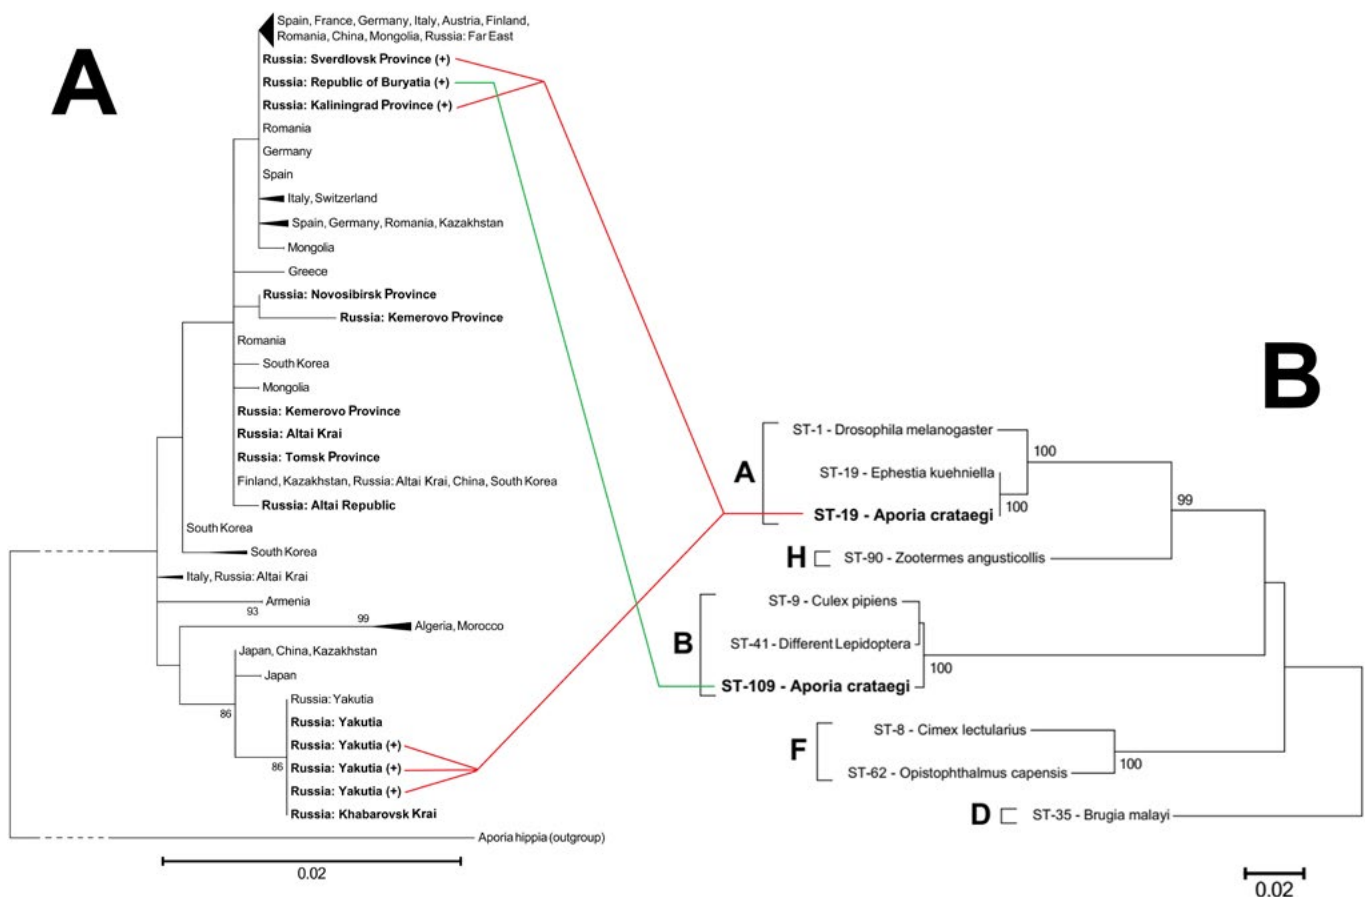 A
Spain, France, Germany, Italy, Austria, Finland,
Romania, China, Mongolia, Russia: Far East
Russia: Sverdlovsk Province (+)
Russia: Republic of Buryatia (+)
Russia: Kaliningrad Province (+)
Romania
Germany
Spain
Italy, Switzerland
Spain, Germany, Romania, Kazakhstan
Mongolia
Greece
Russia: Novosibirsk Province
Russia: Kemerovo Province
Romania
South Korea
Mongolia
Russia: Kemerovo Province
Russia: Altai Krai
Russia: Tomsk Province
Finland, Kazakhstan, Russia: Altai Krai, China, South Korea
Russia: Altai Republic
South Korea
South Korea
Italy, Russia: Altai Krai
Armenia
93
99
Algeria, Morocco
Japan, China, Kazakhstan
Japan
86
Russia: Yakutia
Russia: Yakutia
Russia: Yakutia (+)
86
Russia: Yakutia (+)
Russia: Yakutia (+)
Russia: Khabarovsk Krai
Aporia hippia (outgroup)
0.02
B
A
ST-1 - Drosophila melanogaster
100
ST-19 - Ephestia kuehniella
100
ST-19 - Aporia crataegi
99
H
ST-90 - Zootermes angusticollis
B
ST-9 - Culex pipiens
ST-41 - Different Lepidoptera
100
ST-109 - Aporia crataegi
F
ST-8 - Cimex lectularius
100
ST-62 - Opistophthalmus capensis
D
ST-35 - Brugia malayi
0.02